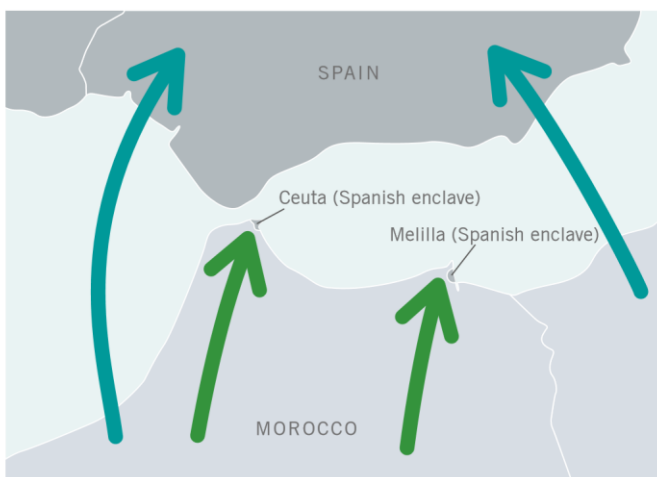 SPAIN
Ceuta (Spanish enclave)
Melilla (Spanish enclave)
MOROCCO